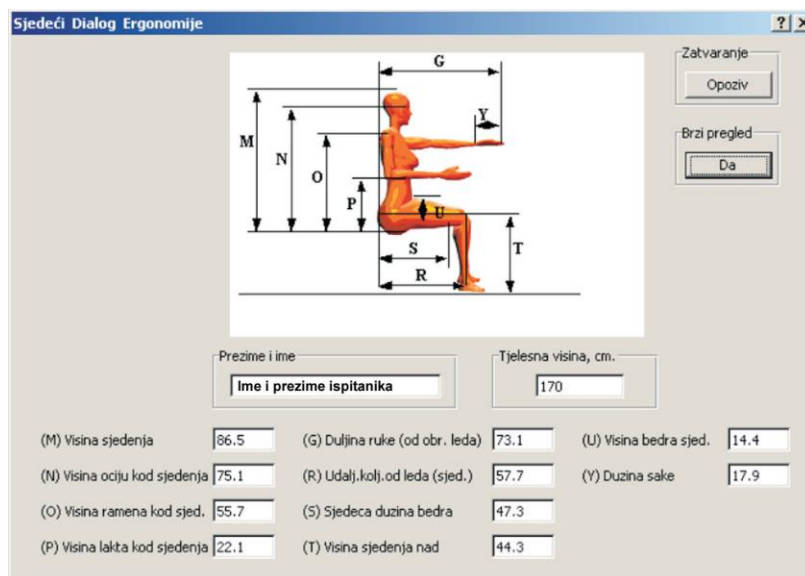 Sjedeći Dialog Ergonomije
Zatvaranje
Opoziv
Brzi pregled
Da
G
Y
M
N
O
P
U
S
R
T
Prezime i ime
Ime i prezime ispitanika
Tjelesna visina, cm.
170
(M) Visina sjedenja 86.5 (G) Duljina ruke (od obr. leda) 73.1 (U) Visina bedra sjed. 14.4
(N) Visina ociju kod sjedenja 75.1 (R) Udalj.kolj.od leda (sjed.) 57.7 (Y) Duzina sake 17.9
(O) Visina ramena kod sjed. 55.7 (S) Sjedeca duzina bedra 47.3
(P) Visina lakta kod sjedenja 22.1 (T) Visina sjedenja nad 44.3